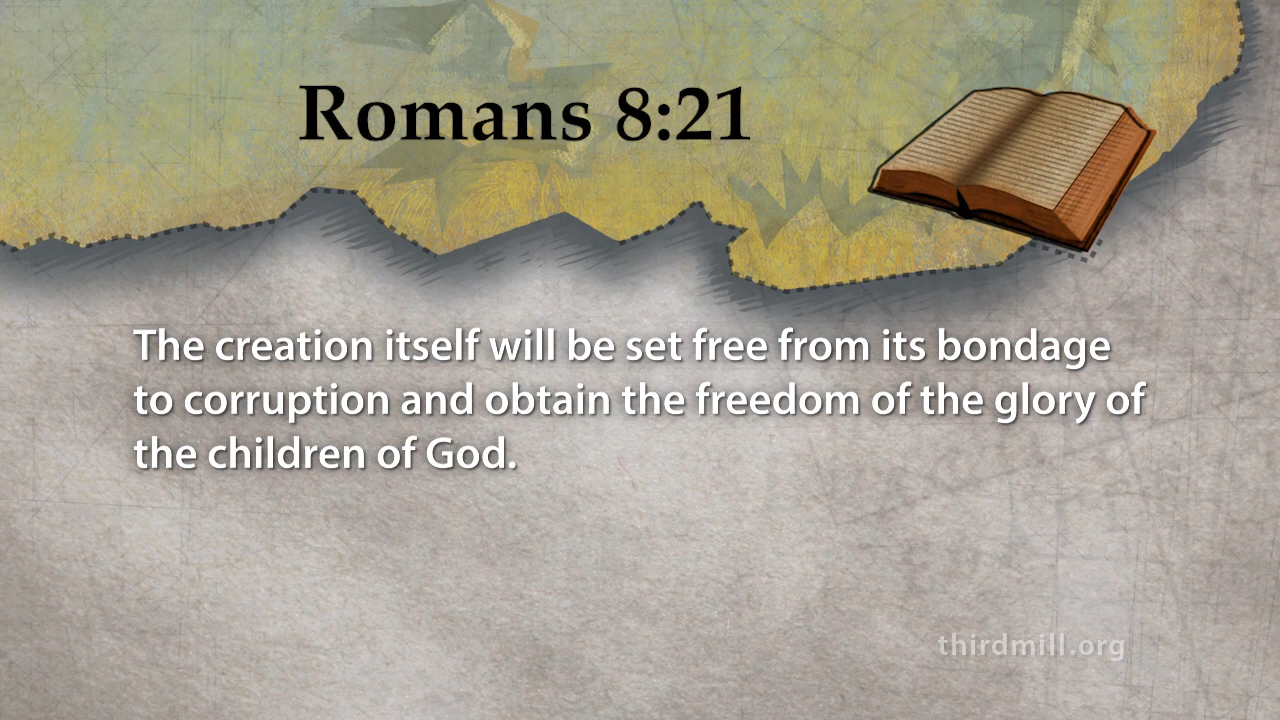 Romans 8:21
The creation itself will be set free from its bondage
to corruption and obtain the freedom of the glory of
the children of God.
thirdmill.org